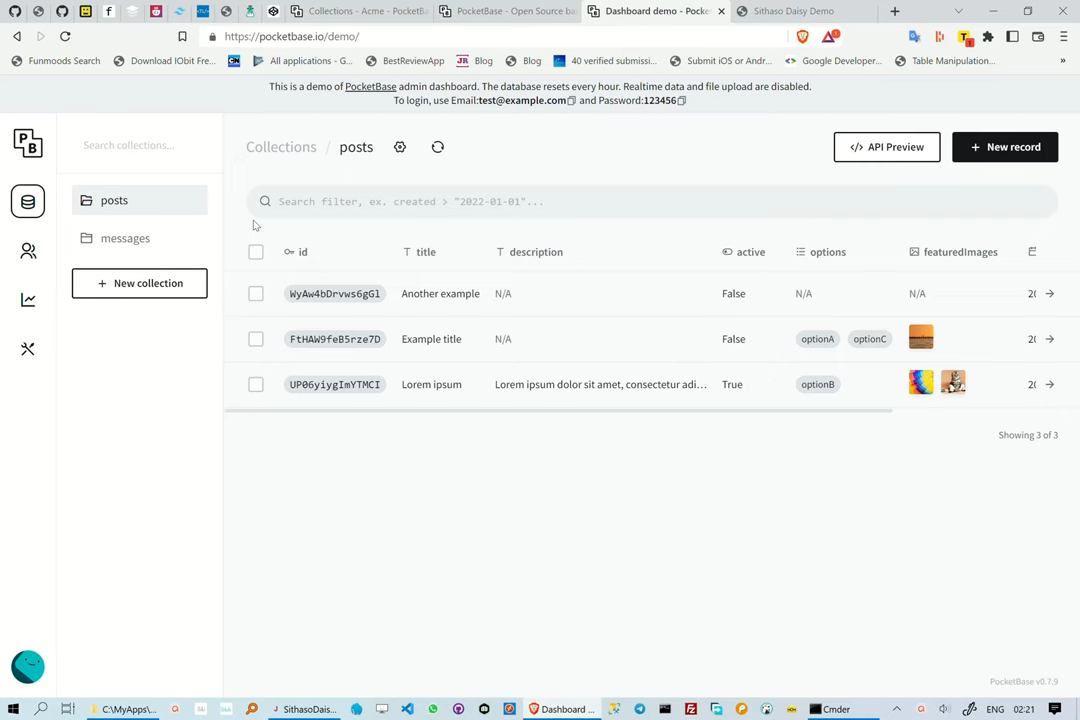 Collections - Acme - PocketBa
PocketBase - Open Source ba
Dashboard demo - Pocke
Sithaso Daisy Demo
https://pocketbase.io/demo/
Funmoods Search
Download IObit Fre...
All applications - G...
BestReviewApp
JR Blog
Blog
40 verified submissi...
Submit iOS or Andr...
Google Developer...
Table Manipulation...
»
This is a demo of PocketBase admin dashboard. The database resets every hour. Realtime data and file upload are disabled.
To login, use Email:test@example.com and Password:123456
P
B
Search collections...
Collections / posts
</> API Preview
+ New record
posts
Search filter, ex. created > "2022-01-01"...
messages
id
title
description
active
options
featuredImages
+ New collection
WyAw4bDrvws6gGl
Another example
N/A
False
N/A
N/A
20
FtHAW9feB5rze7D
Example title
N/A
False
optionA
optionC
20
UP06yiygImYTMCI
Lorem ipsum
Lorem ipsum dolor sit amet, consectetur adi...
True
optionB
20
Showing 3 of 3
PocketBase v0.7.9
C:\MyApps\...
SithasoDais...
Dashboard ...
Cmder
ENG
02:21